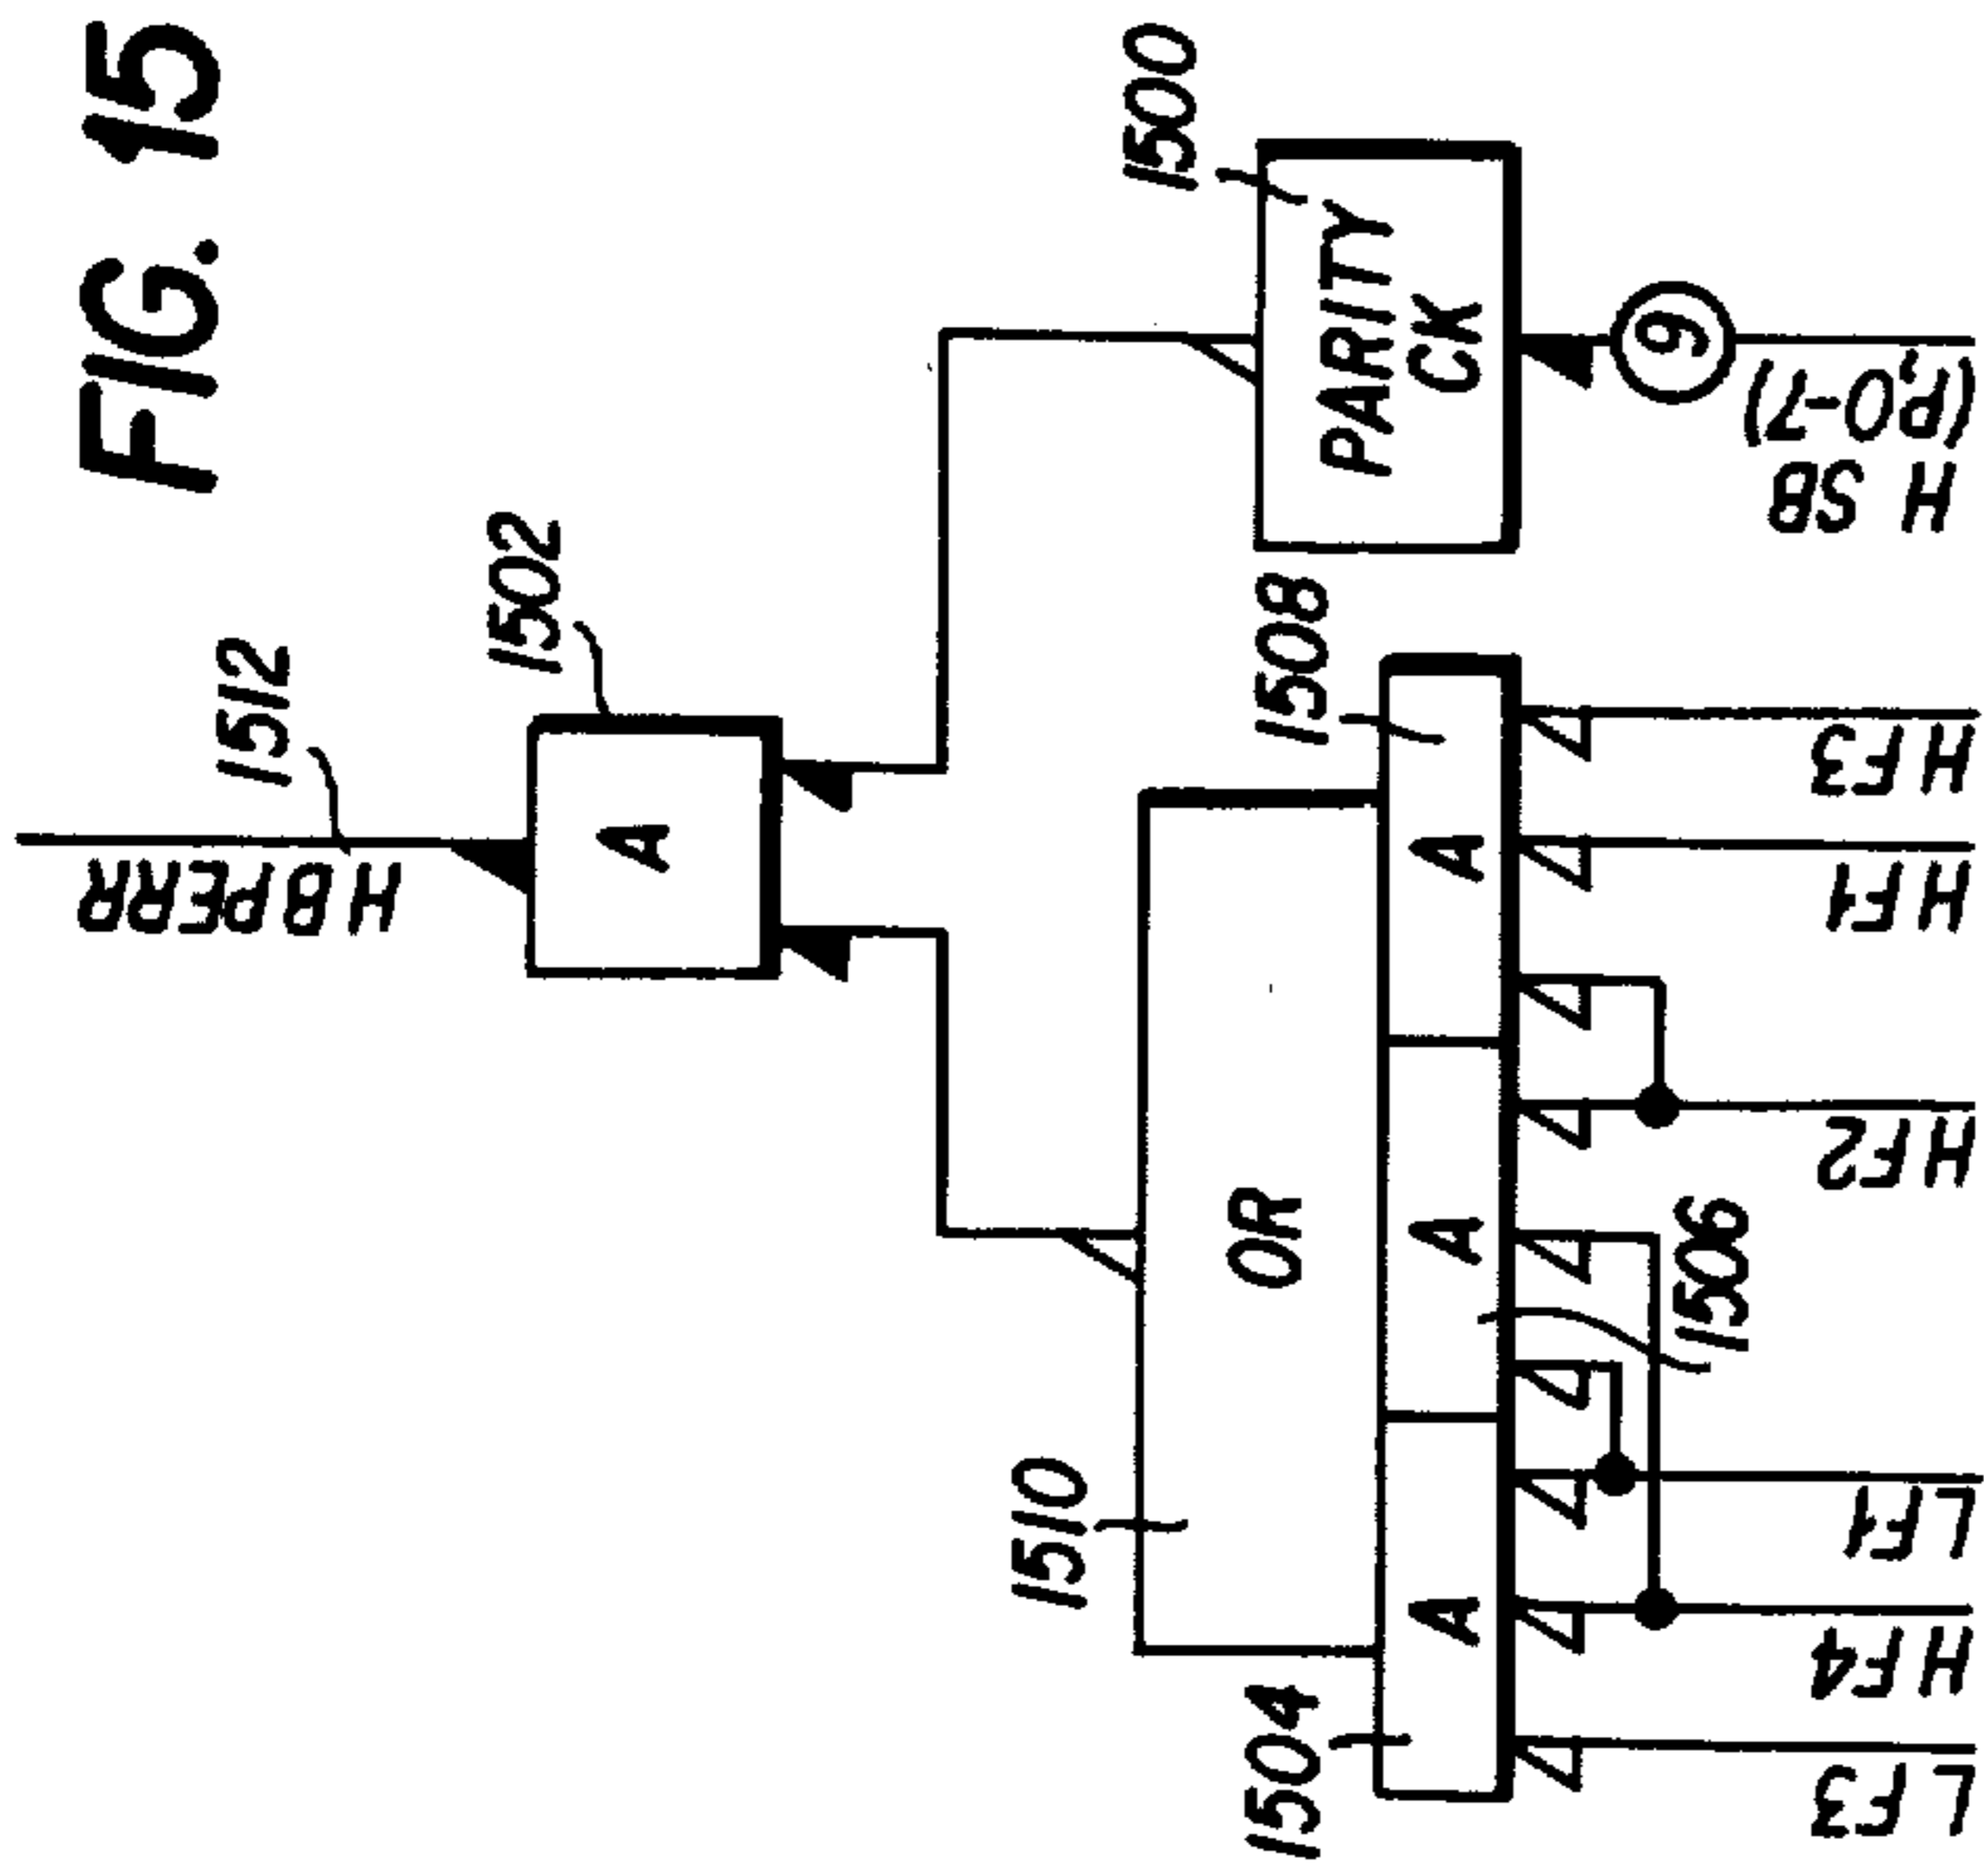 FIG. 15
1512
H B PERR
1502
A
1500
PARITY
CK
9
H SB
(P,0-7)
1510
OR
1504
A
1506
A
1508
A
L F3
H F4
L F1
H F2
H F1
H F3